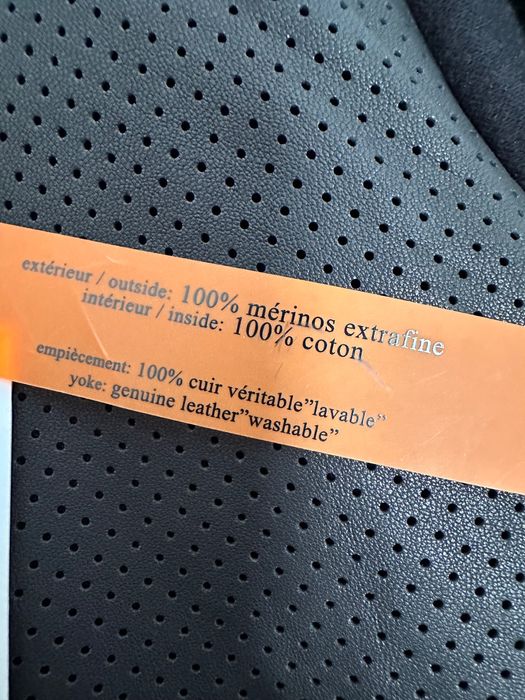 extérieur / outside: 100% mérinos extrafine
intérieur / inside: 100% coton
empiècement: 100% cuir véritable”lavable“
yoke: genuine leather”washable”